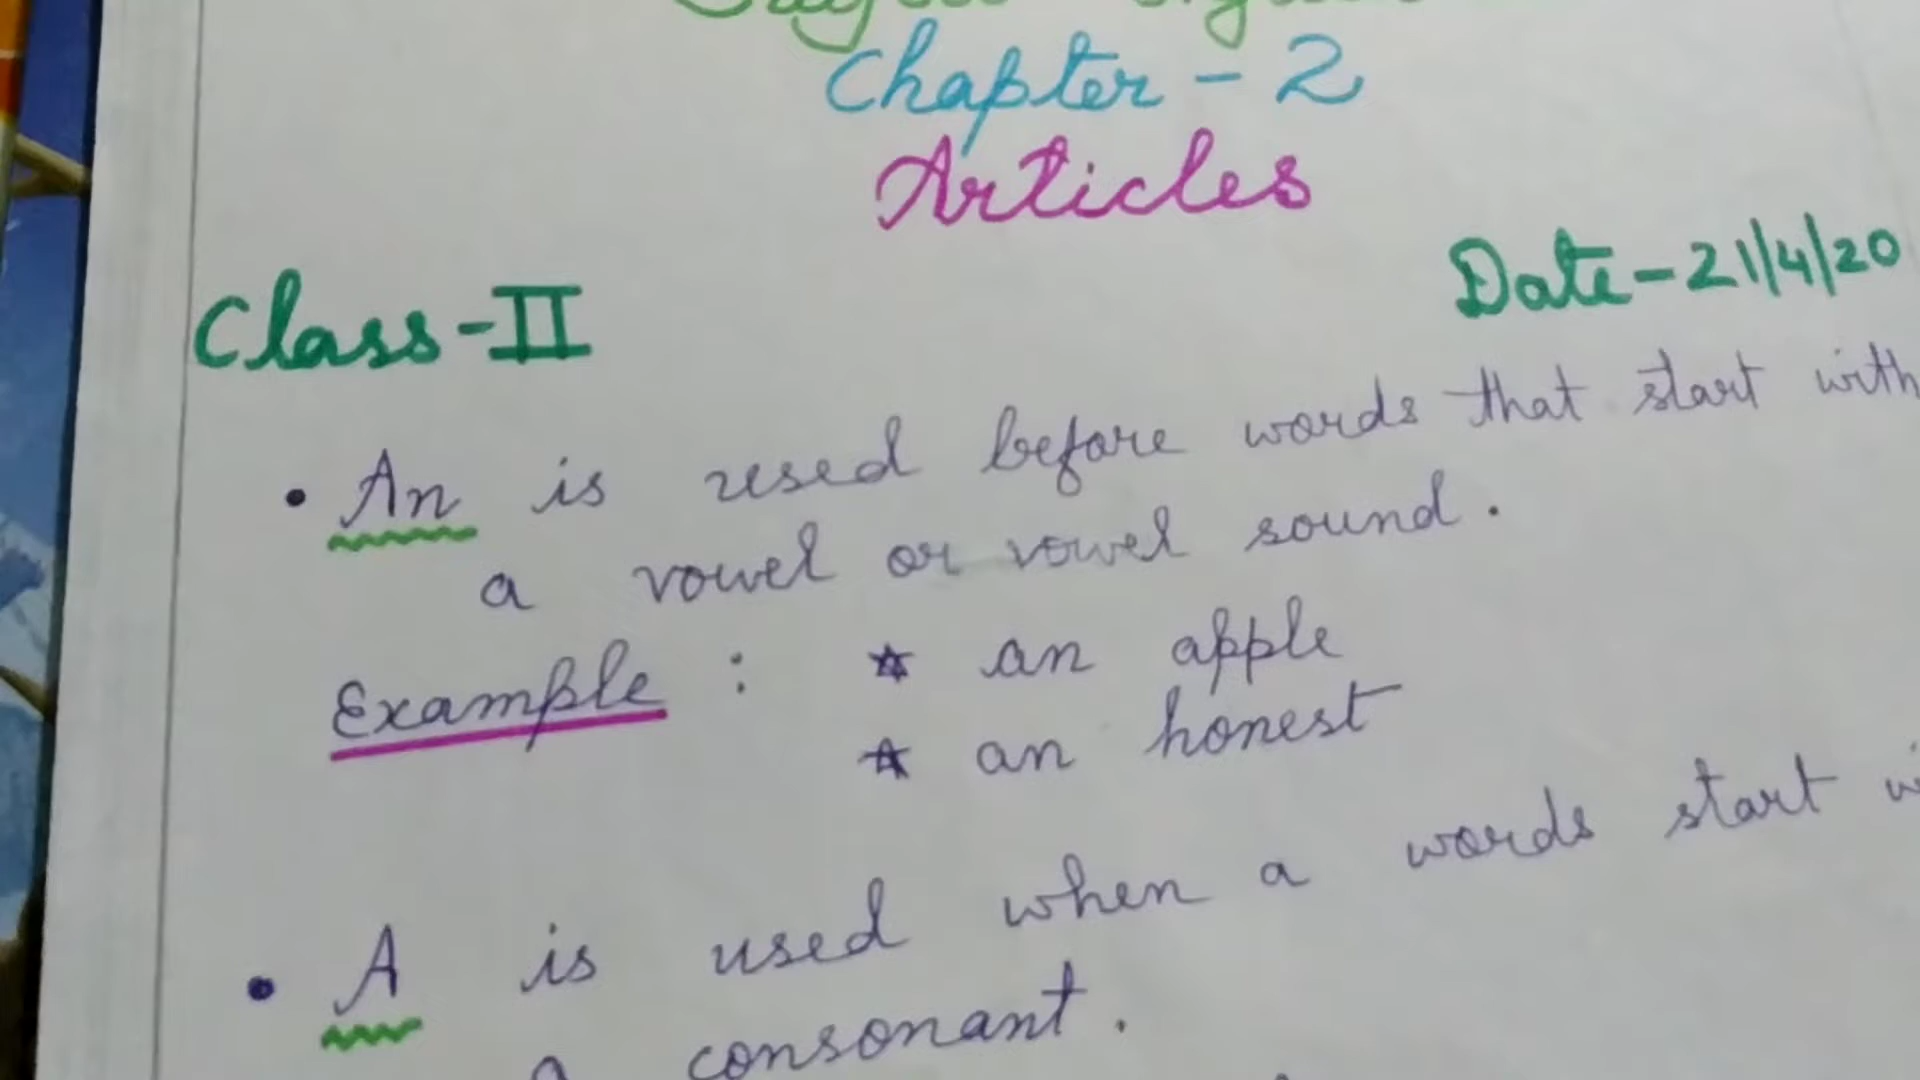 Chapter - 2
Articles
Class-II
Date-21/4/20
• An is used before words that start with
a vowel or vowel sound.
Example : ☆ an apple
☆ an honest
• A is used when a words start
a consonant.